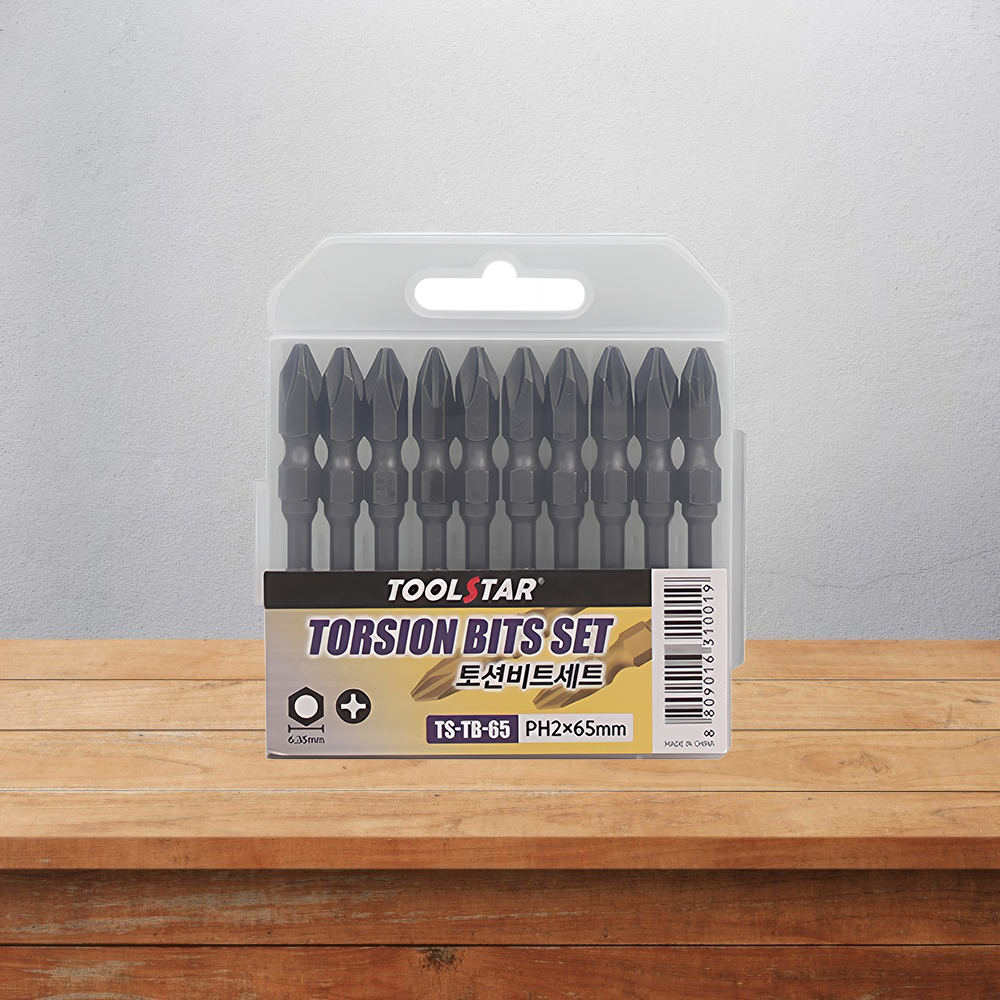 TOOLSTAR®
TORSION BITS SET
토션비트세트
6.35mm
TS-TB-65 PH2×65mm
8 809016 310019
MADE IN CHINA